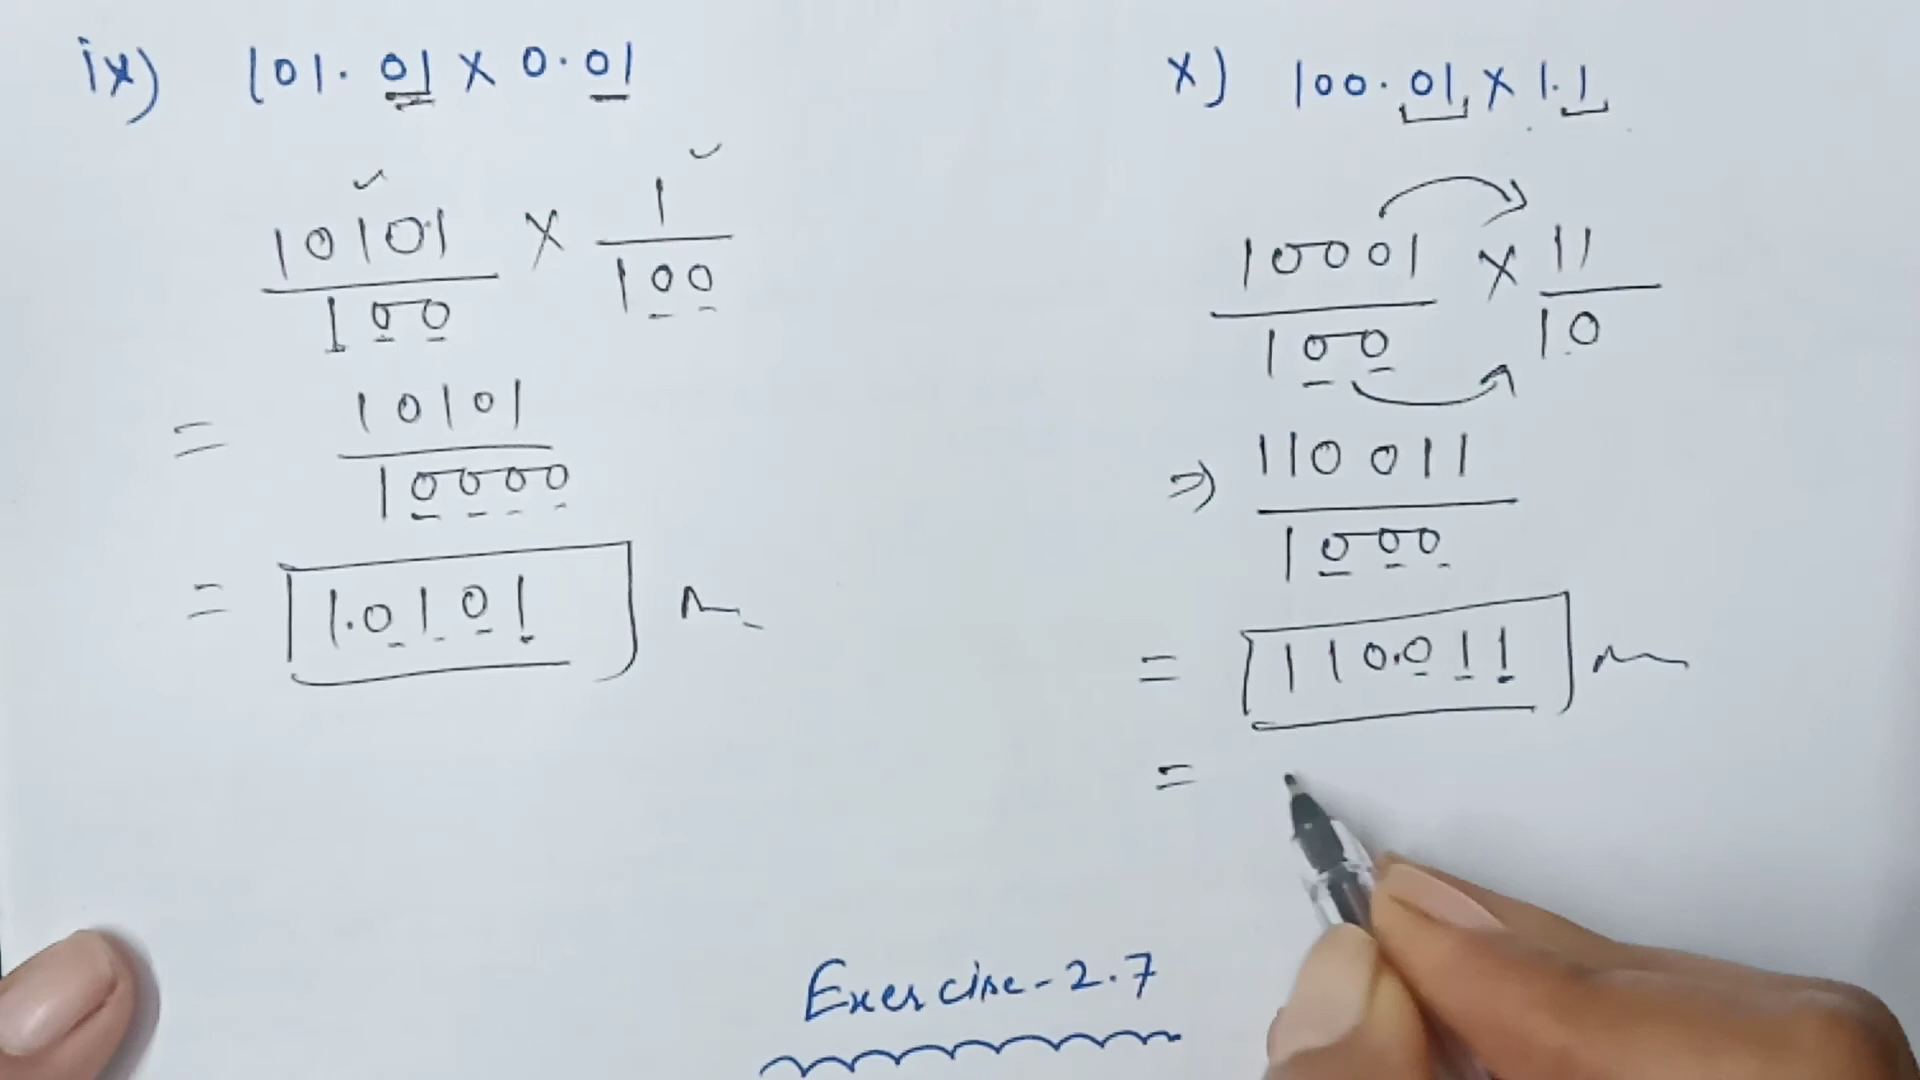 ix) 101.01 x 0.01
10101 x 1
100 100
= 10101
10000
= 1.0101
x) 100.01 x 1.1
10001 x 11
100 10
⇒ 110011
1000
= 110.011
=
Exercise-2.7